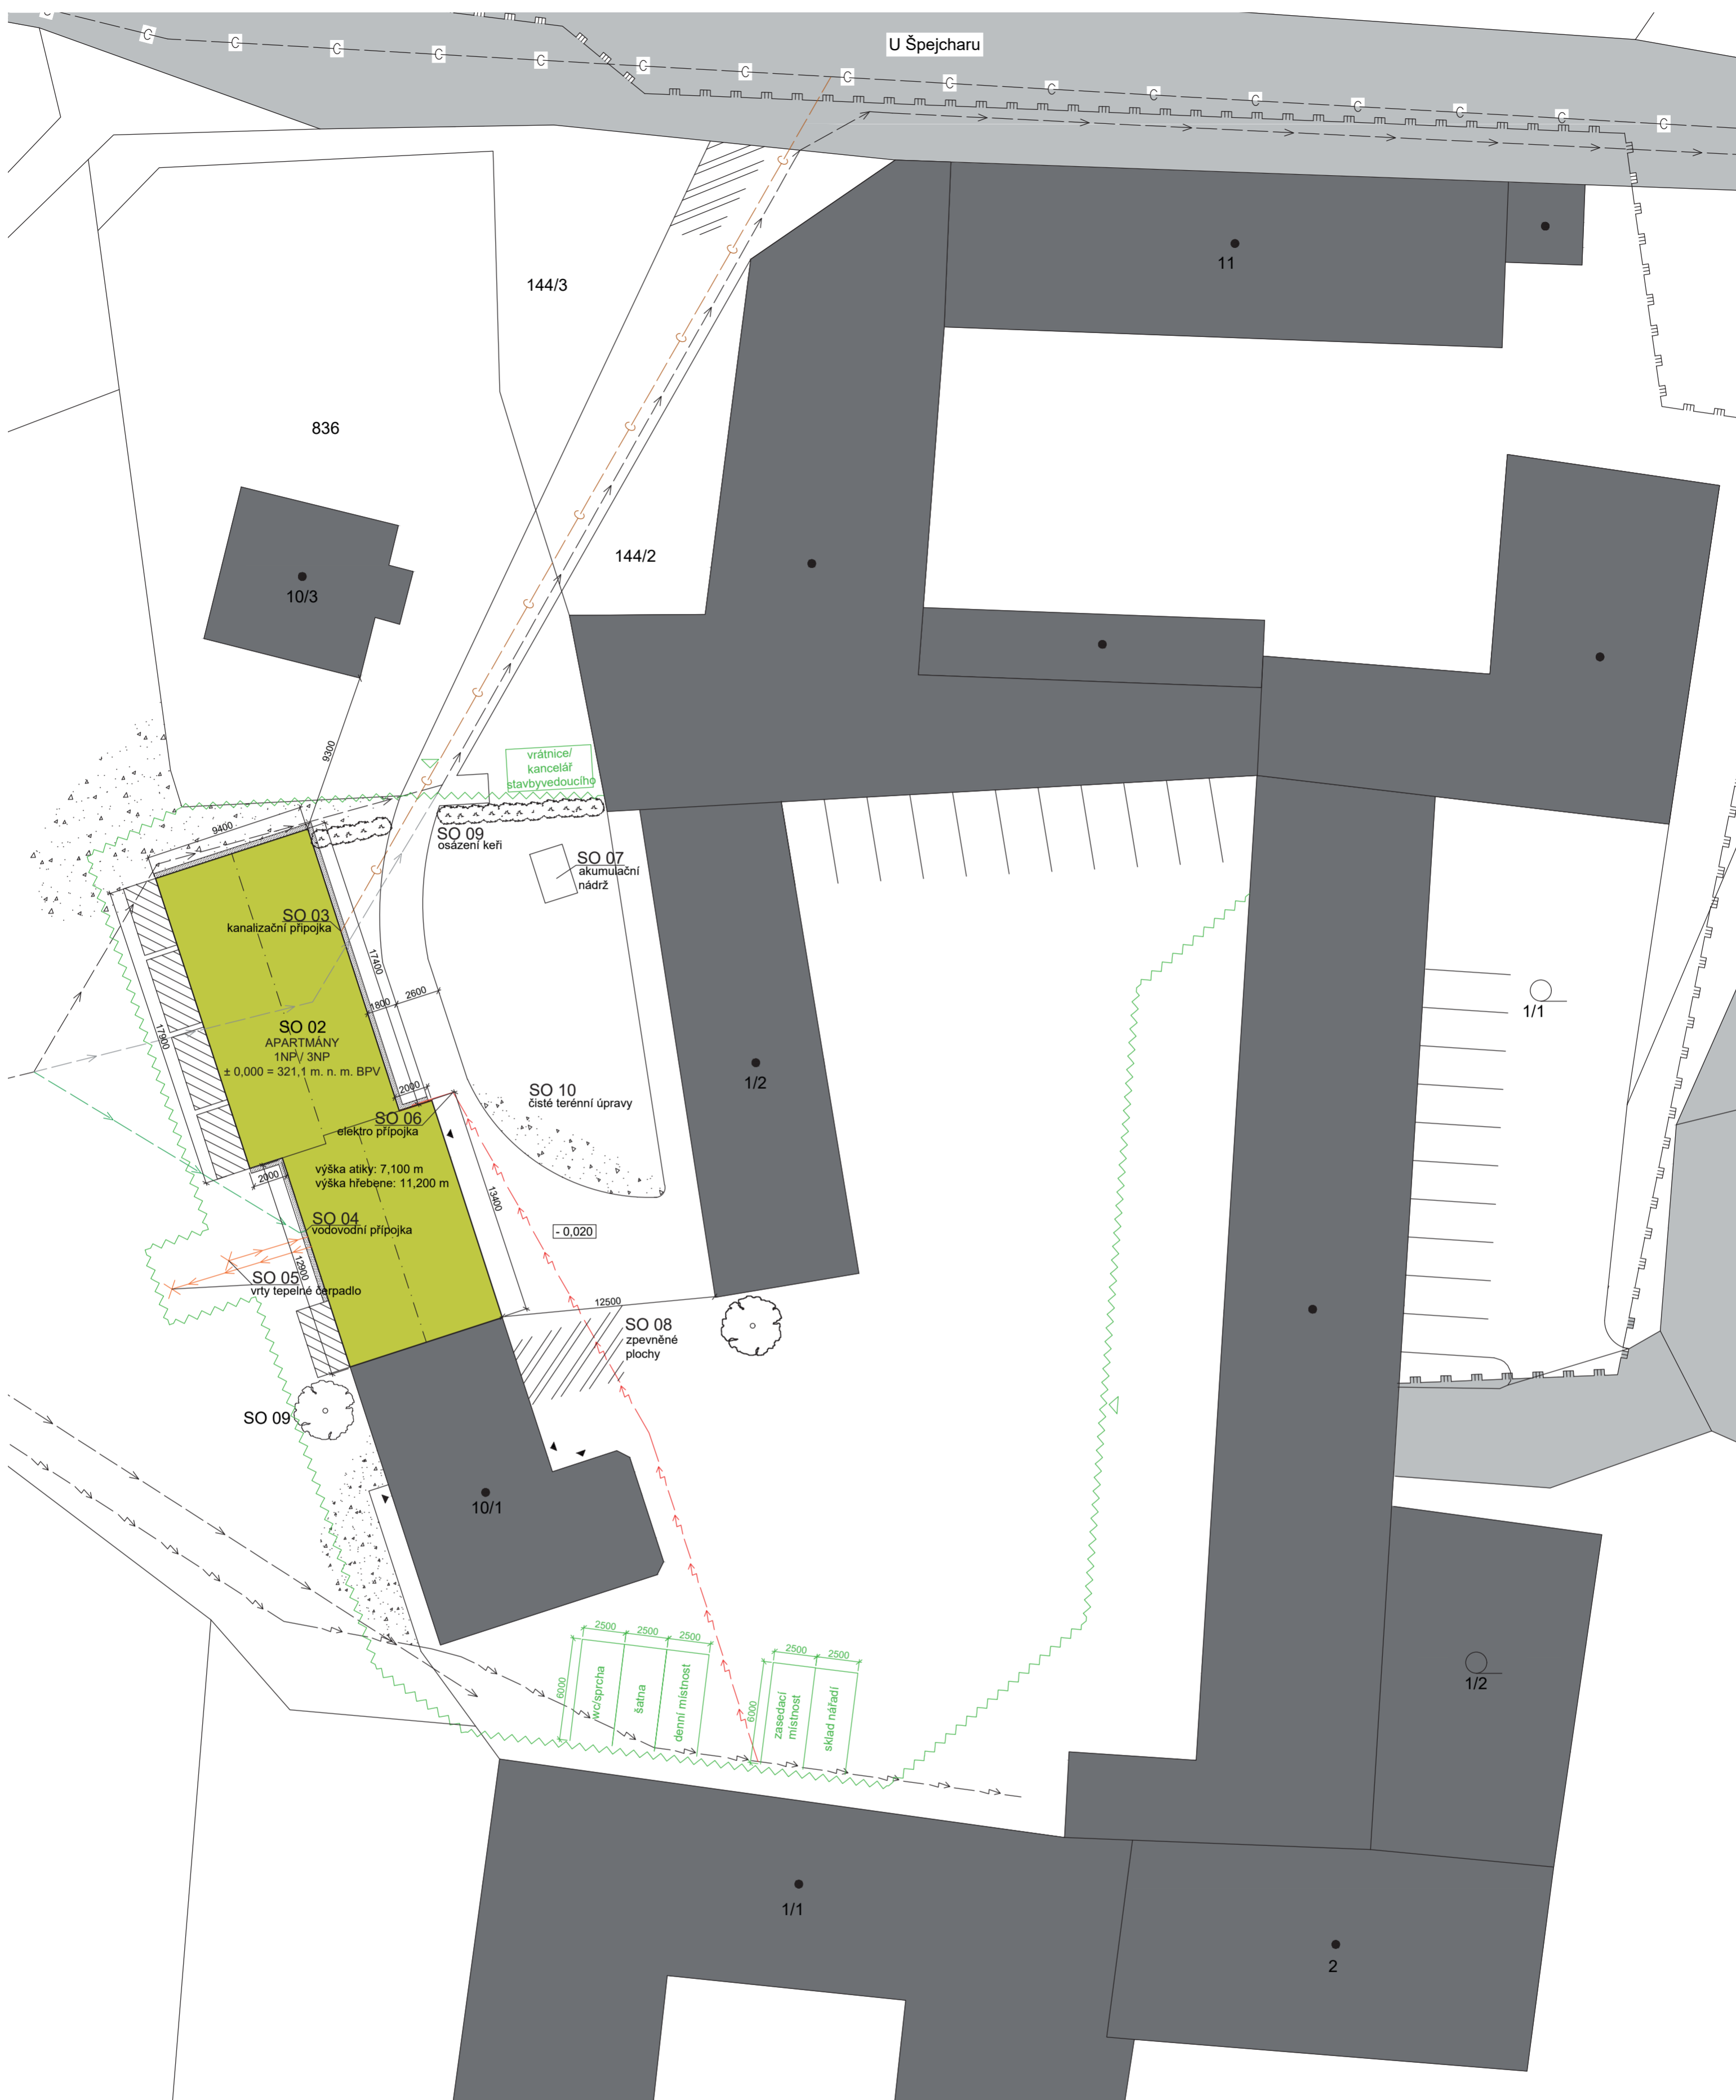 C C C C C C C C C C C C C C C C C
U Špejcharu
11
144/3
836
144/2
10/3
C C C C C C C C C
9300
vrátnice/
kancelář
stavbyvedoucího
9400
SO 09
osázení keři
SO 07
akumulační
nádrž
SO 03
kanalizační připojka
17400
1800
2600
17900
SO 02
APARTMÁNY
1NP / 3NP
± 0,000 = 321,1 m. n. m. BPV
1/1
1/2
2000
SO 10
čisté terénní úpravy
SO 06
elektro přípojka
výška atiky: 7,100 m
výška hřebene: 11,200 m
2000
13400
SO 04
vodovodní přípojka
- 0,020
12900
SO 05
vrty tepelné čerpadlo
12500
SO 08
zpevněné
plochy
SO 09
10/1
2500
2500
2500
6000
wc/sprcha
šatna
denní místnost
2500
2500
6000
zasedací
místnost
sklad nářadí
1/2
1/1
2